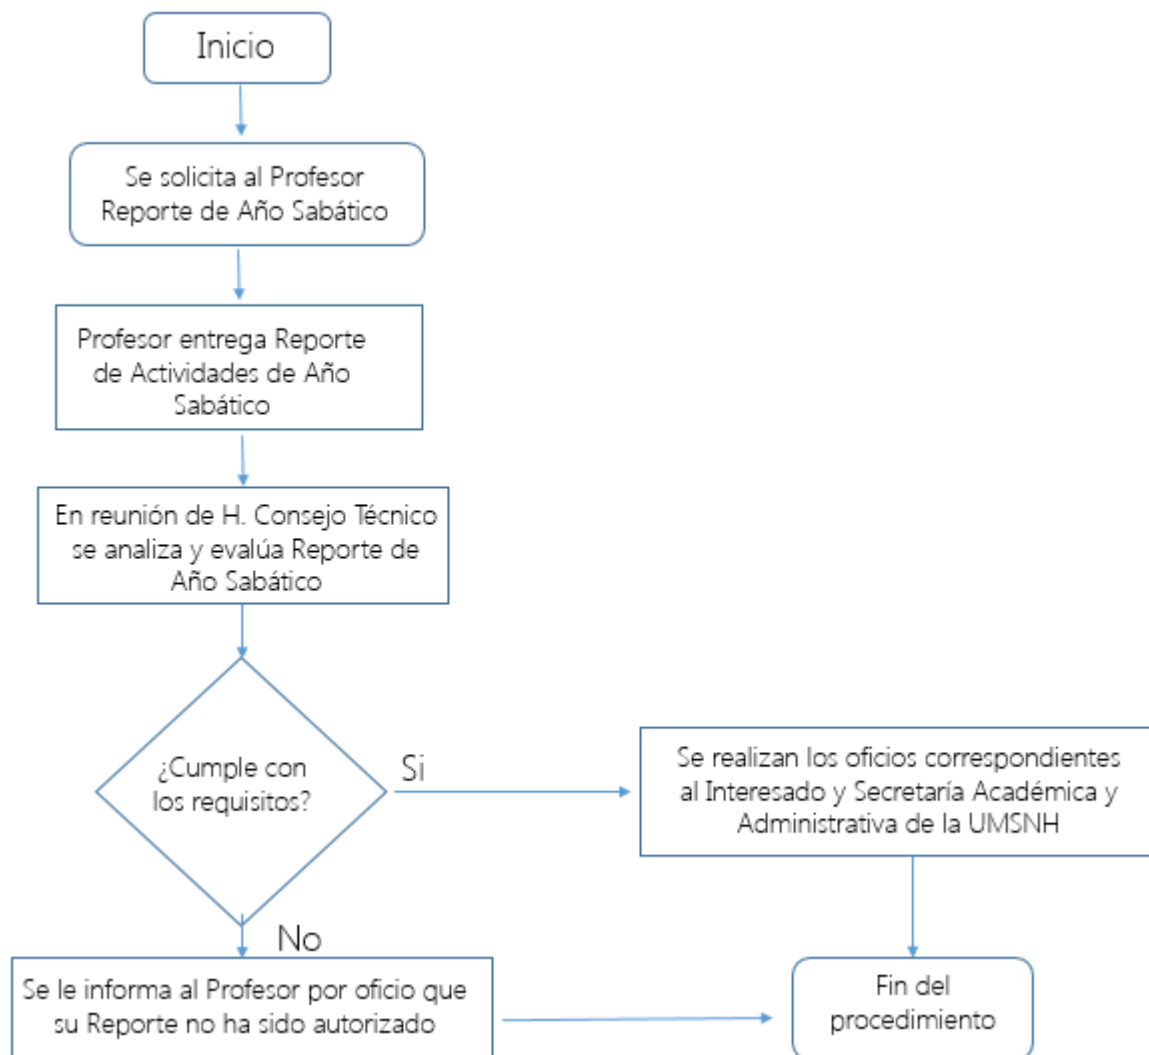 Inicio
Se solicita al Profesor
Reporte de Año Sabático
Profesor entrega Reporte
de Actividades de Año
Sabático
En reunión de H. Consejo Técnico
se analiza y evalúa Reporte de
Año Sabático
¿Cumple con
los requisitos?
Si
Se realizan los oficios correspondientes
al Interesado y Secretaría Académica y
Administrativa de la UMSNH
No
Se le informa al Profesor por oficio que
su Reporte no ha sido autorizado
Fin del
procedimiento